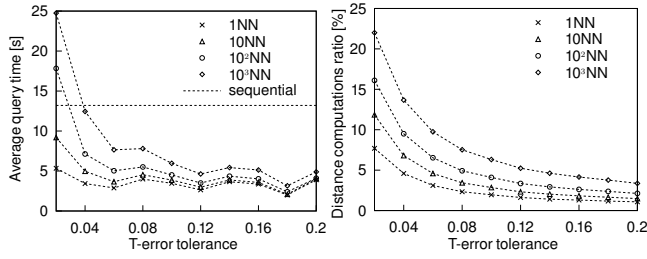 Average query time [s]
25
20
15
10
5
0
1NN
10NN
10²NN
10³NN
sequential
0.04 0.08 0.12 0.16 0.2
T-error tolerance
Distance computations ratio [%]
25
20
15
10
5
0
1NN
10NN
10²NN
10³NN
0.04 0.08 0.12 0.16 0.2
T-error tolerance